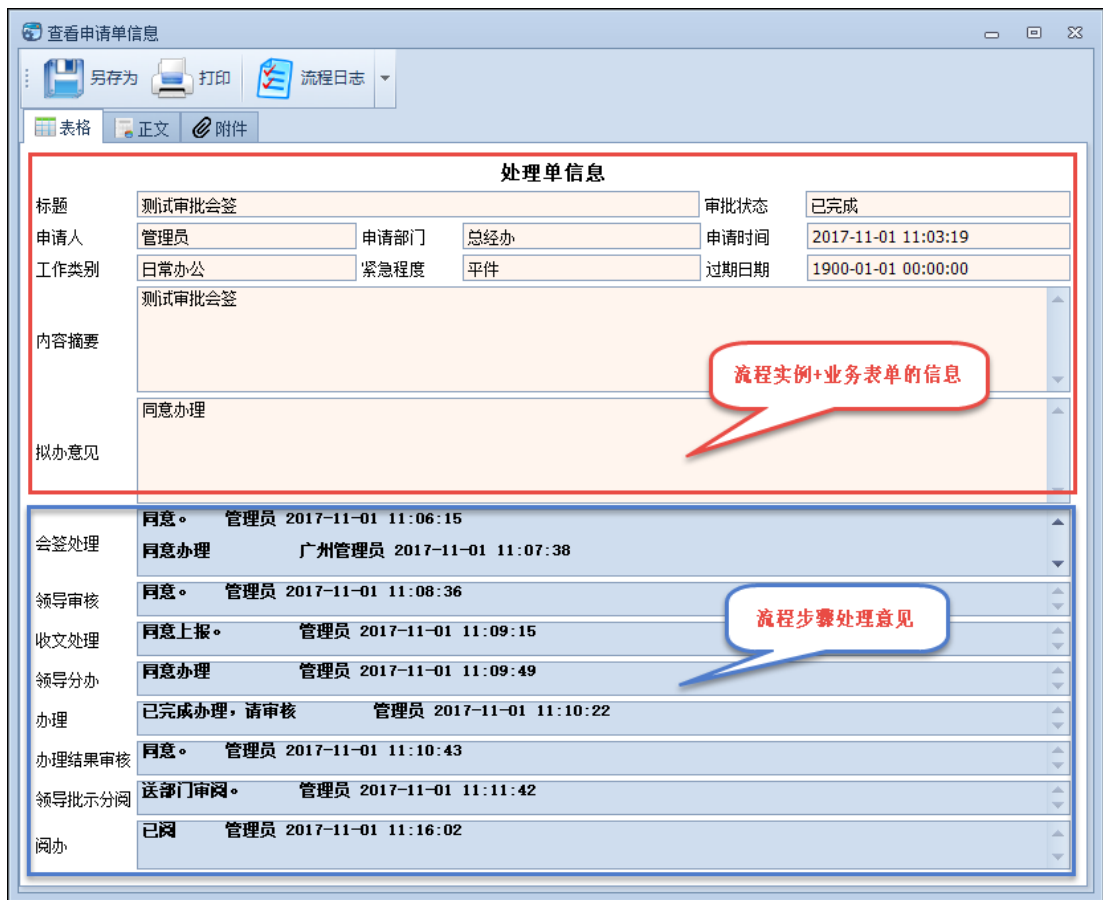 查看申请单信息
另存为 打印 流程日志
表格 正文 附件
处理单信息
标题 测试审批会签 审批状态 已完成
申请人 管理员 申请部门 总经办 申请时间 2017-11-01 11:03:19
工作类别 日常办公 紧急程度 平件 过期日期 1900-01-01 00:00:00
测试审批会签
内容摘要
流程实例+业务表单的信息
同意办理
拟办意见
同意。 管理员 2017-11-01 11:06:15
会签处理
同意办理 广州管理员 2017-11-01 11:07:38
领导审核 同意。 管理员 2017-11-01 11:08:36
流程步骤处理意见
收文处理 同意上报。 管理员 2017-11-01 11:09:15
领导分办 同意办理 管理员 2017-11-01 11:09:49
办理 已完成办理，请审核 管理员 2017-11-01 11:10:22
办理结果审核 同意。 管理员 2017-11-01 11:10:43
领导批示分阅 送部门审阅。 管理员 2017-11-01 11:11:42
阅办 已阅 管理员 2017-11-01 11:16:02